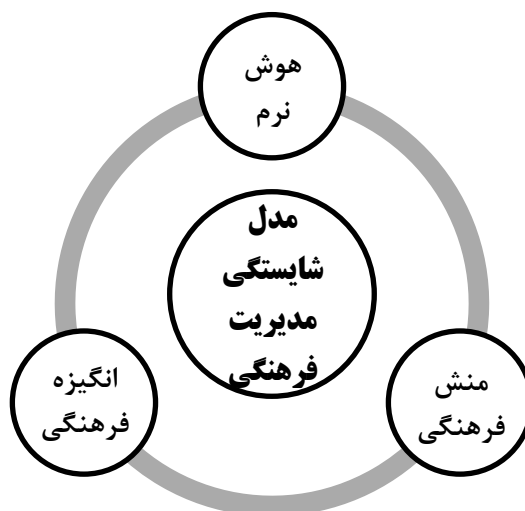 هوش
نرم
مدل
شایستگی
مدیریت
فرهنگی
منش
فرهنگی
انگیزه
فرهنگی